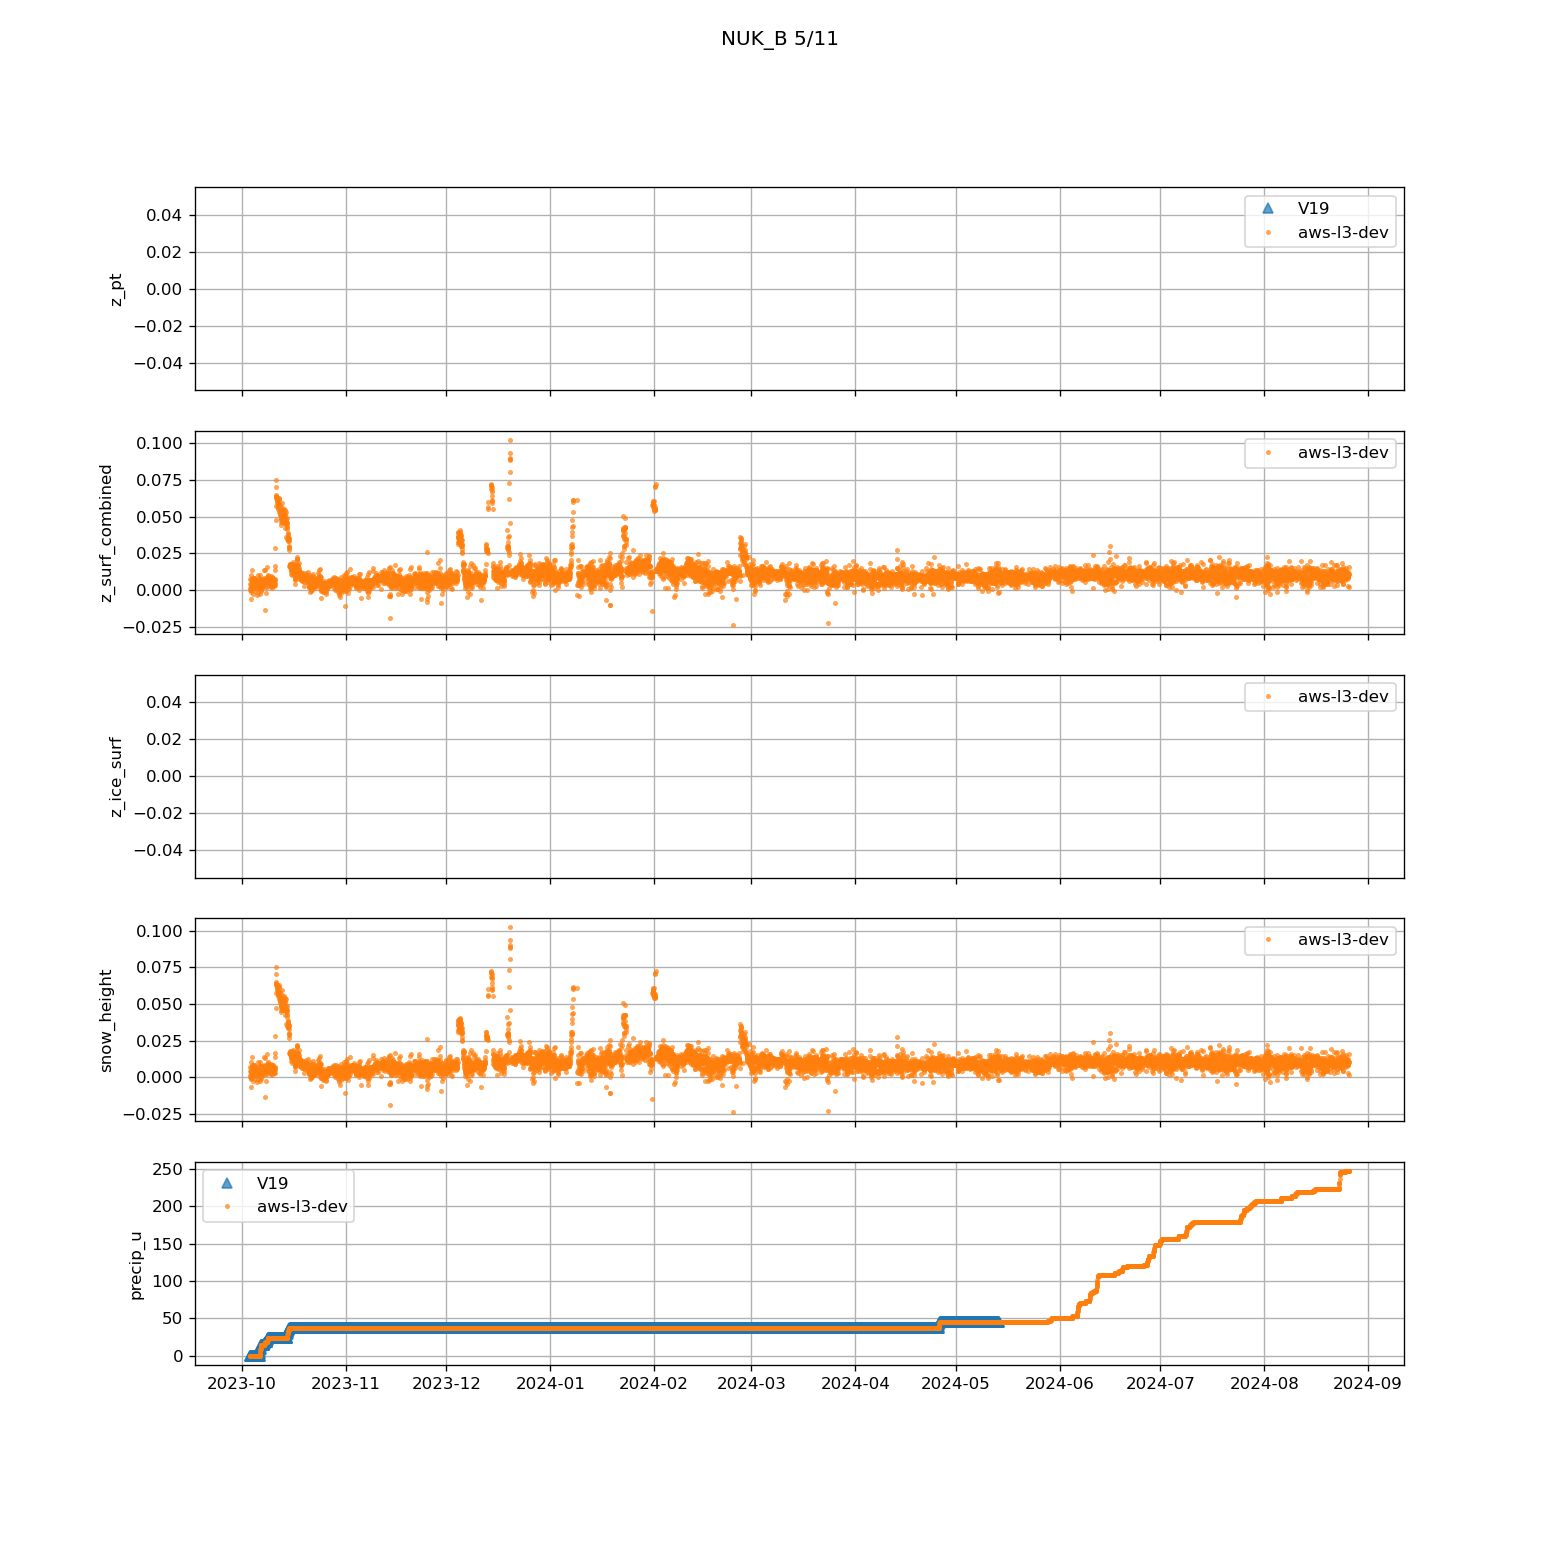 NUK_B 5/11
0.04
0.02
0.00
−0.02
−0.04
z_pt
V19
aws-l3-dev
0.100
0.075
0.050
0.025
0.000
−0.025
z_surf_combined
aws-l3-dev
0.04
0.02
0.00
−0.02
−0.04
z_ice_surf
aws-l3-dev
0.100
0.075
0.050
0.025
0.000
−0.025
snow_height
aws-l3-dev
250
200
150
100
50
0
precip_u
V19
aws-l3-dev
2023-10 2023-11 2023-12 2024-01 2024-02 2024-03 2024-04 2024-05 2024-06 2024-07 2024-08 2024-09